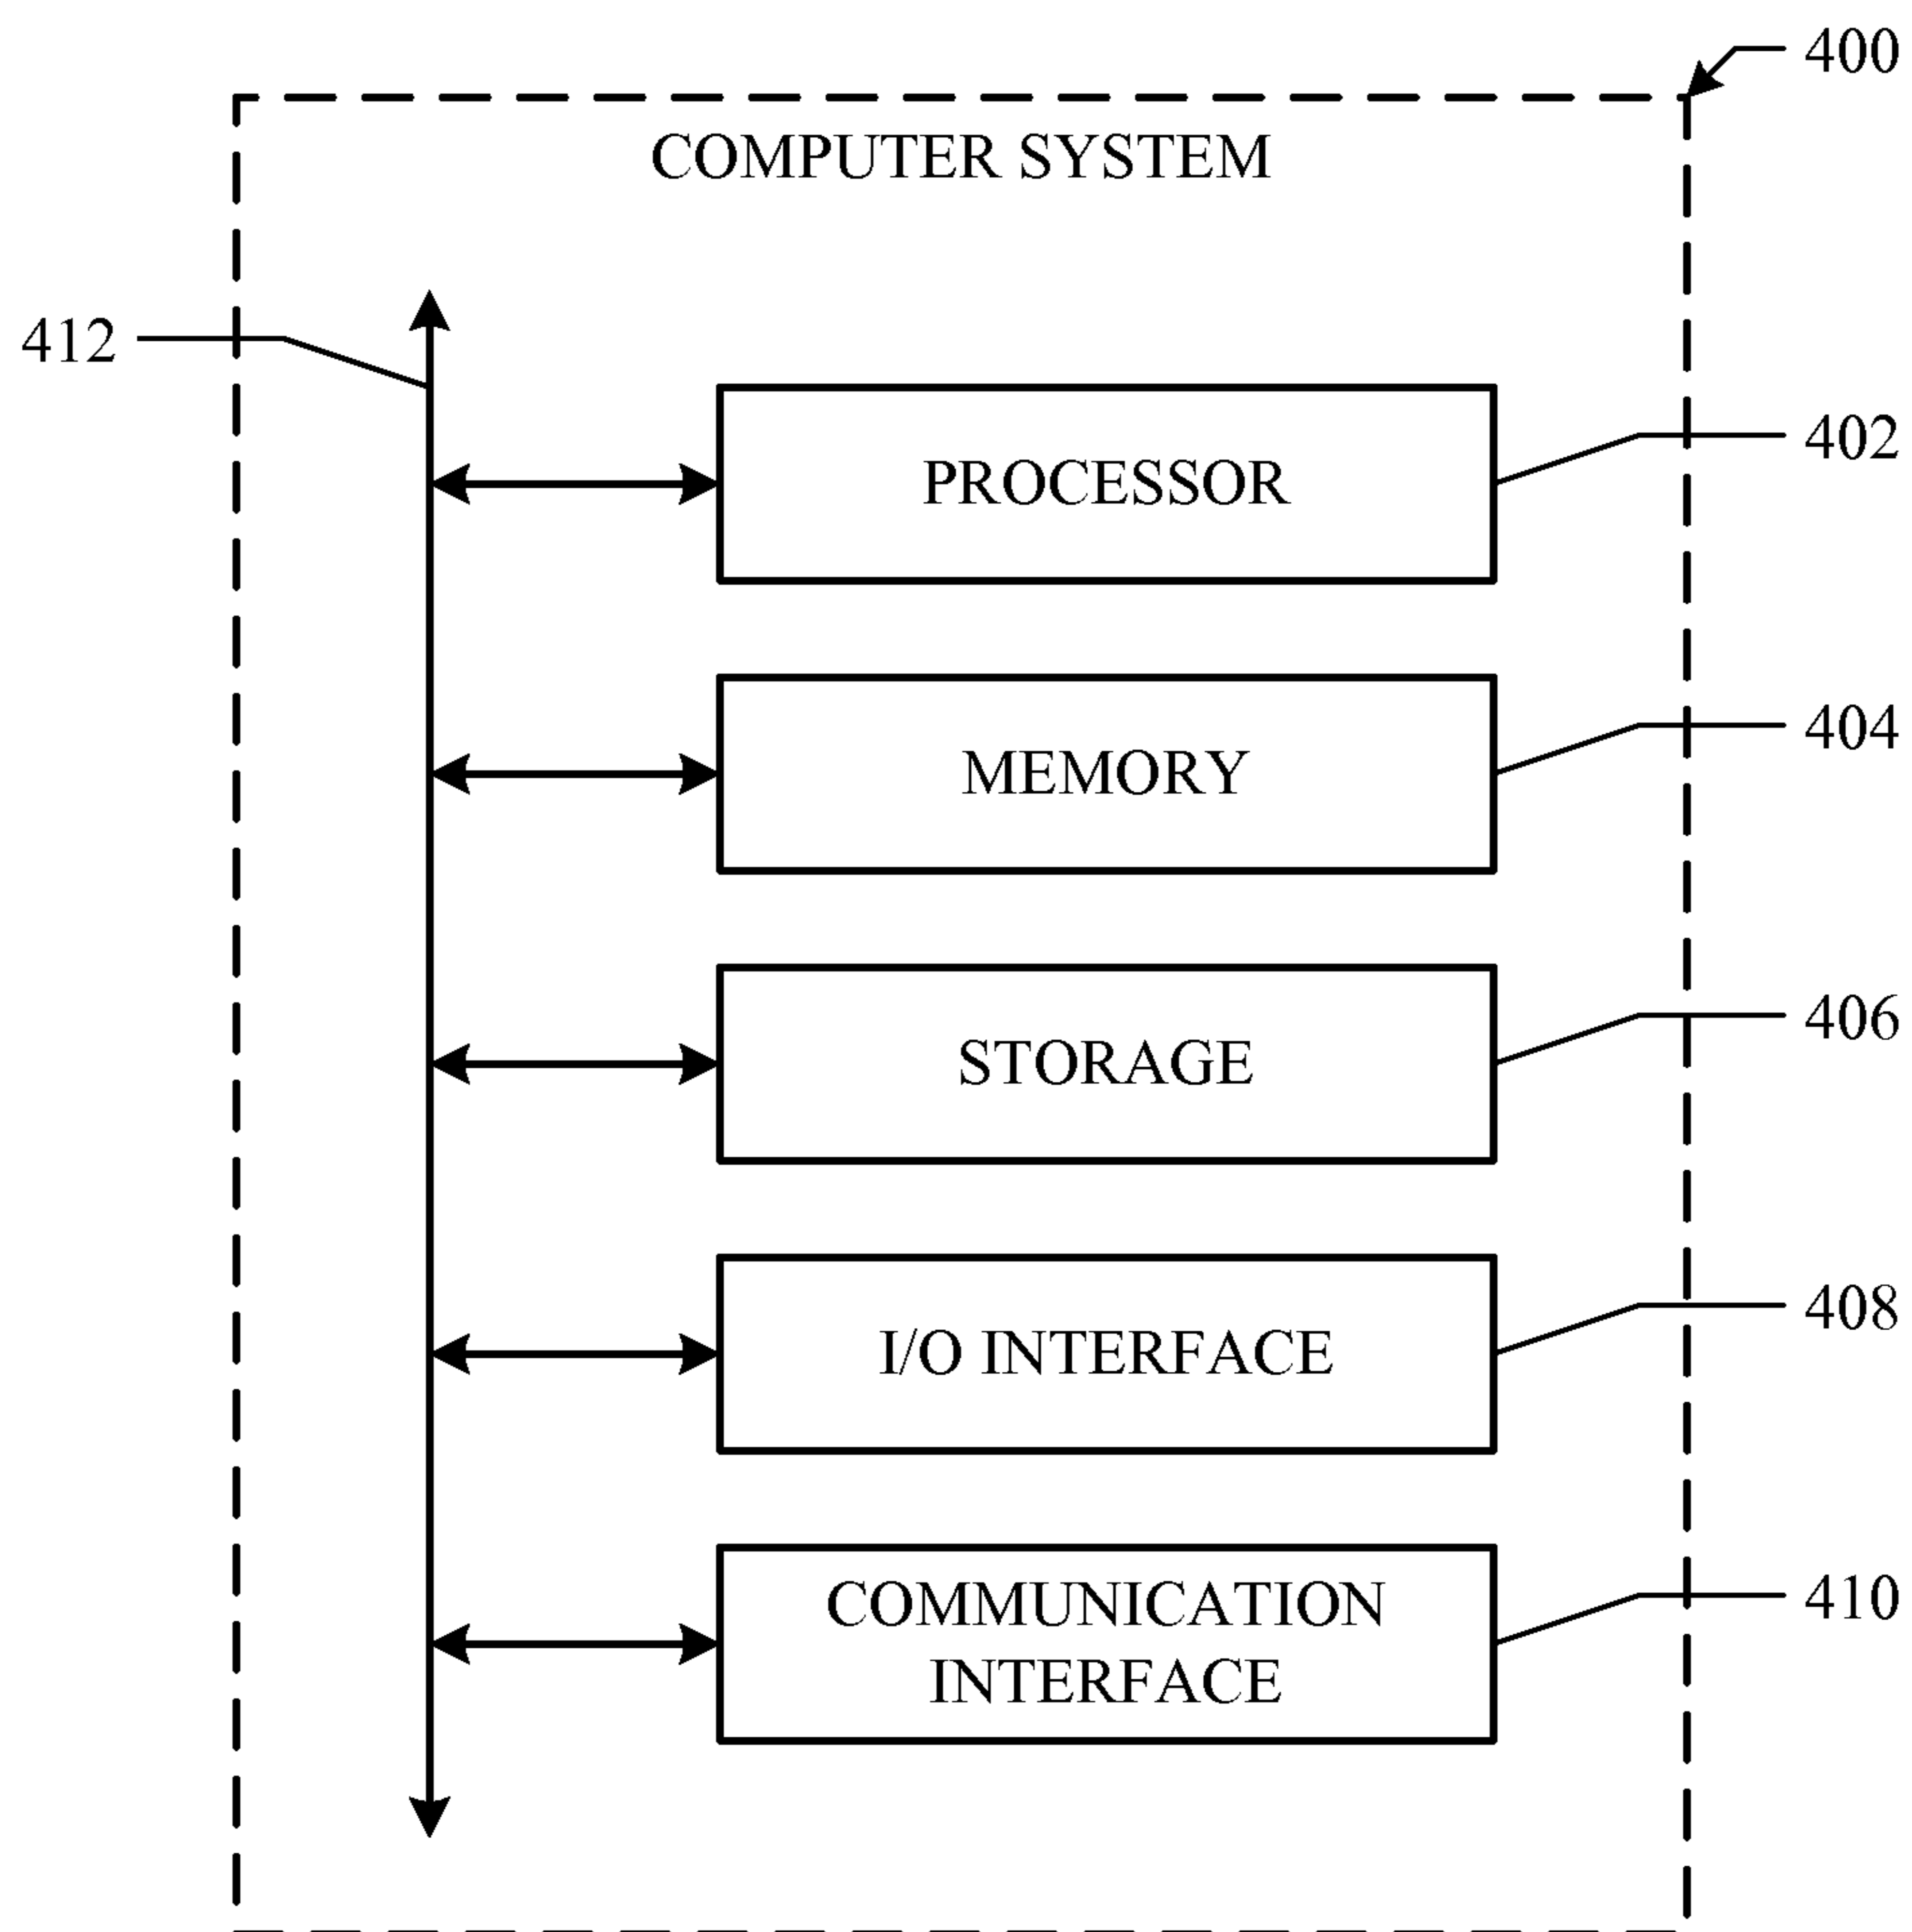 400
COMPUTER SYSTEM
412
PROCESSOR
402
MEMORY
404
STORAGE
406
I/O INTERFACE
408
COMMUNICATION
INTERFACE
410